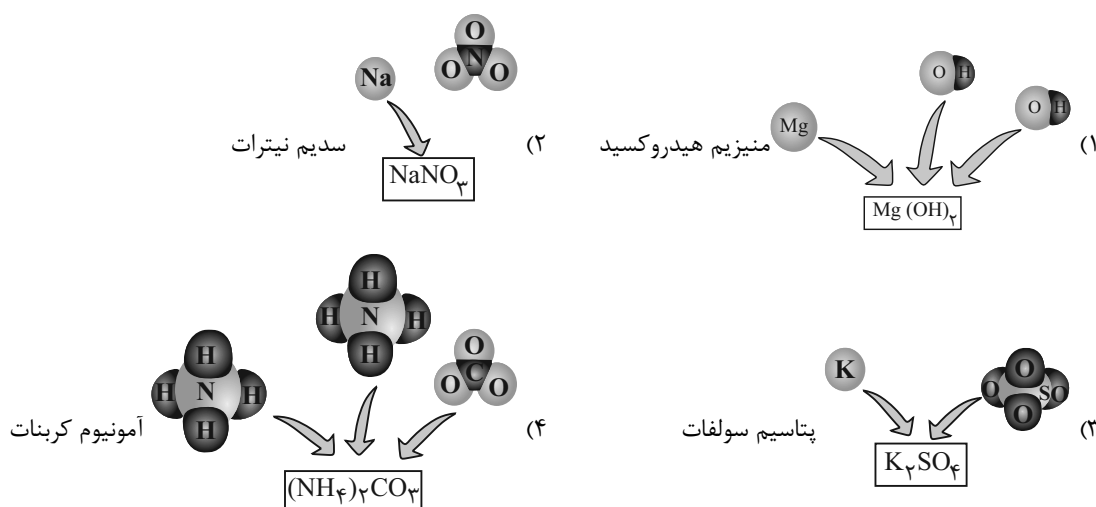 ۱)
منیزیم هیدروکسید
Mg
O H
O H
Mg (OH)۲
۲)
سدیم نیترات
Na
O
N
O O
NaNO۳
۳)
پتاسیم سولفات
K
O
O SO
O
K۲SO۴
۴)
آمونیوم کربنات
H
H N H
H
H
H N H
H
O
C
O O
(NH۴)۲CO۳